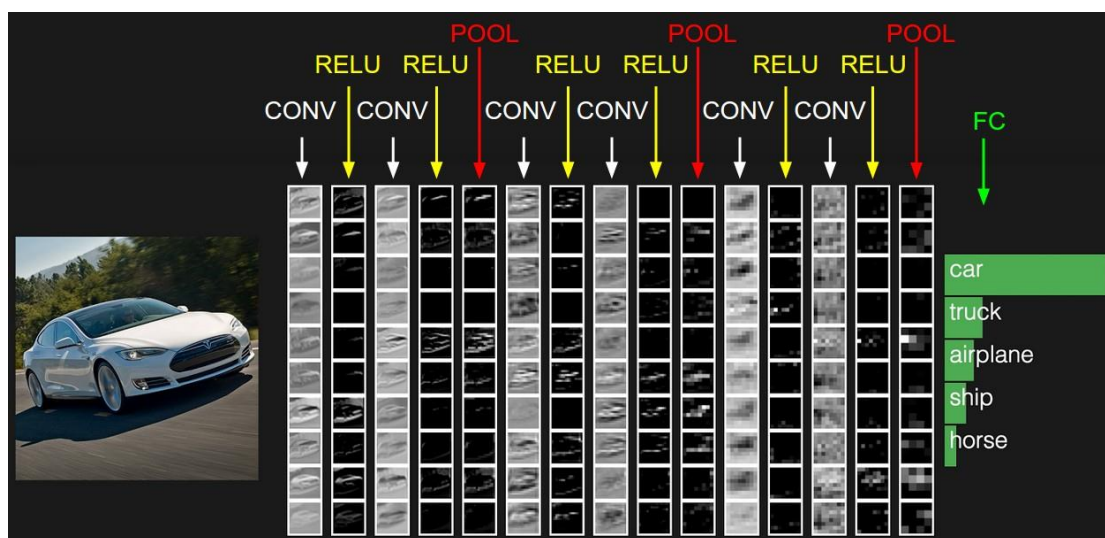 POOL POOL POOL
RELU RELU RELU RELU RELU RELU
CONV CONV CONV CONV CONV CONV
FC
car
truck
airplane
ship
horse